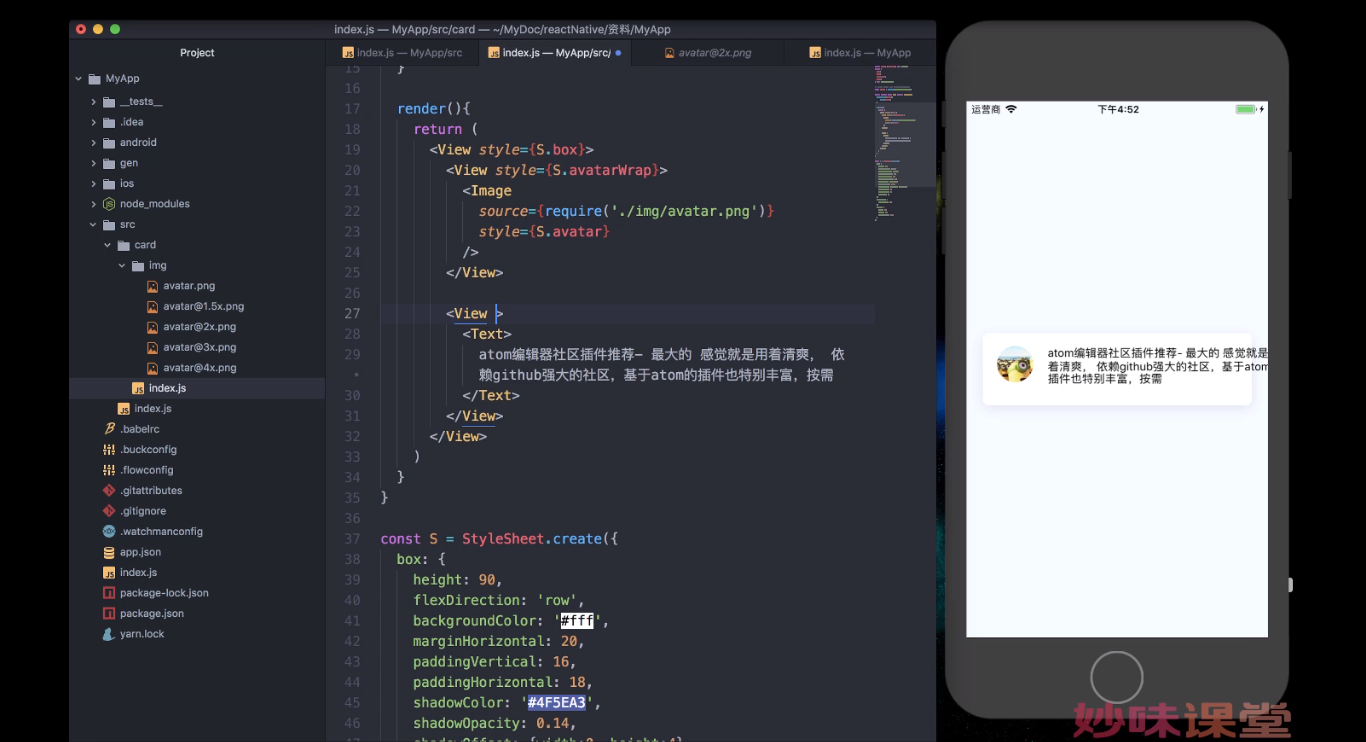 index.js — MyApp/src/card — ~/MyDoc/reactNative/资料/MyApp
Project
index.js — MyApp/src
index.js — MyApp/src/
avatar@2x.png
index.js — MyApp
MyApp
__tests__
.idea
android
gen
ios
node_modules
src
card
img
avatar.png
avatar@1.5x.png
avatar@2x.png
avatar@3x.png
avatar@4x.png
index.js
index.js
.babelrc
.buckconfig
.flowconfig
.gitattributes
.gitignore
.watchmanconfig
app.json
index.js
package-lock.json
package.json
yarn.lock
15 }
16
17 render(){
18 return (
19 <View style={S.box}>
20 <View style={S.avatarWrap}>
21 <Image
22 source={require('./img/avatar.png')}
23 style={S.avatar}
24 />
25 </View>
26
27 <View >
28 <Text>
29 atom编辑器社区插件推荐- 最大的 感觉就是用着清爽， 依
• 赖github强大的社区，基于atom的插件也特别丰富，按需
30 </Text>
31 </View>
32 </View>
33 )
34 }
35 }
36
37 const S = StyleSheet.create({
38 box: {
39 height: 90,
40 flexDirection: 'row',
41 backgroundColor: '#fff',
42 marginHorizontal: 20,
43 paddingVertical: 16,
44 paddingHorizontal: 18,
45 shadowColor: '#4F5EA3',
46 shadowOpacity: 0.14,
运营商
下午4:52
atom编辑器社区插件推荐- 最大的 感觉就是
着清爽， 依赖github强大的社区，基于atom
插件也特别丰富，按需
妙味课堂